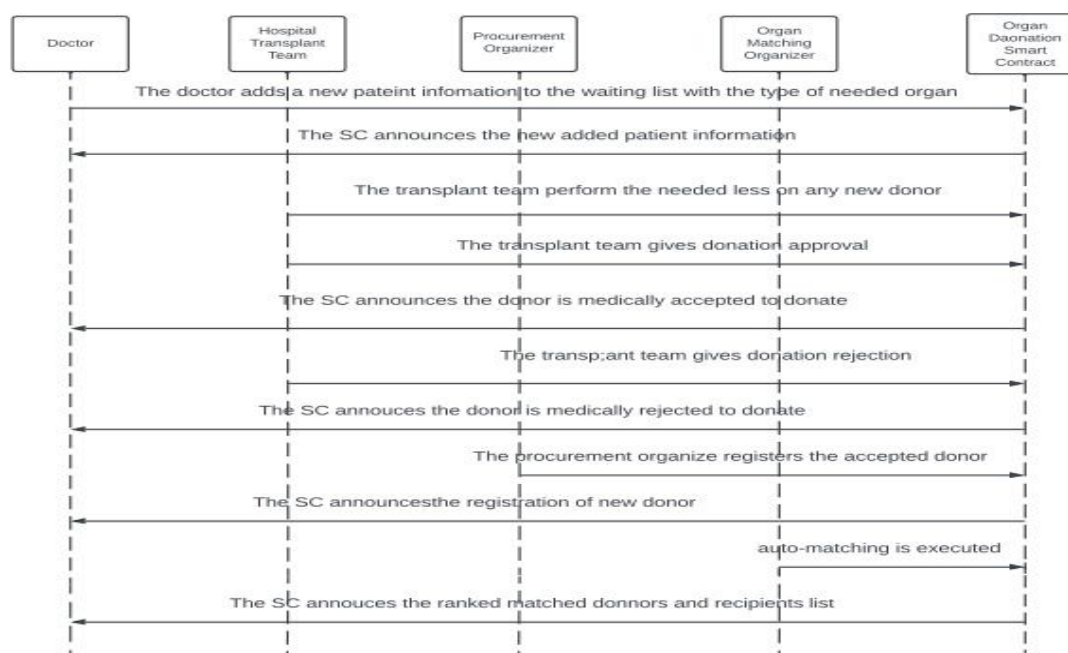 Doctor
Hospital
Transplant
Team
Procurement
Organizer
Organ
Matching
Organizer
Organ
Daonation
Smart
Contract
The doctor adds a new pateint infomation to the waiting list with the type of needed organ
The SC announces the new added patient information
The transplant team perform the needed less on any new donor
The transplant team gives donation approval
The SC announces the donor is medically accepted to donate
The transp;ant team gives donation rejection
The SC annouces the donor is medically rejected to donate
The procurement organize registers the accepted donor
The SC announcesthe registration of new donor
auto-matching is executed
The SC annouces the ranked matched donnors and recipients list